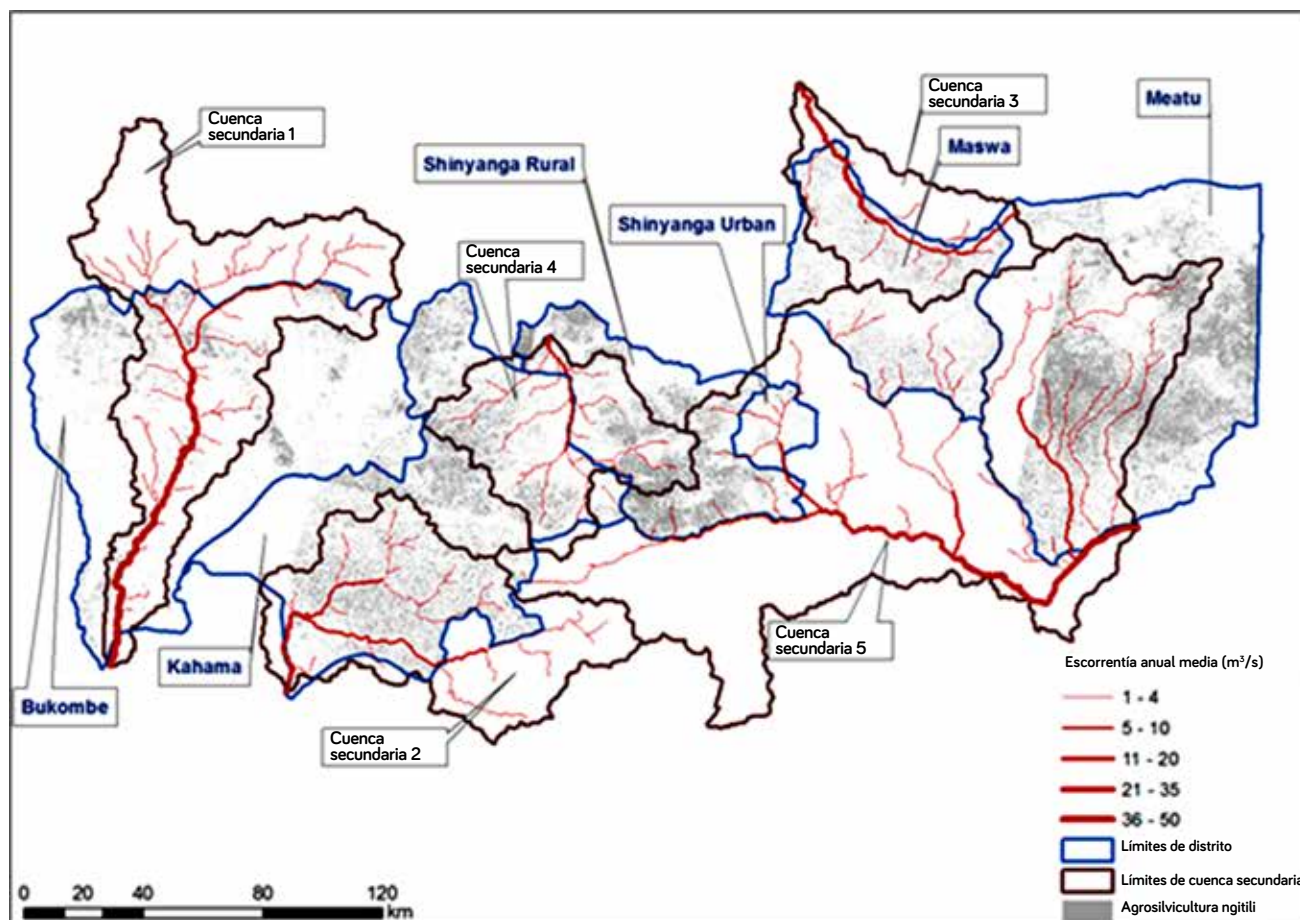 Cuenca
secundaria 1
Cuenca
secundaria 3
Meatu
Maswa
Shinyanga Rural
Shinyanga Urban
Cuenca
secundaria 4
Kahama
Bukombe
Cuenca
secundaria 2
Cuenca
secundaria 5
Escorrentía anual media (m³/s)
1 - 4
5 - 10
11 - 20
21 - 35
36 - 50
Límites de distrito
Límites de cuenca secundaria
Agrosilvicultura ngitili
0 20 40 80 120
km